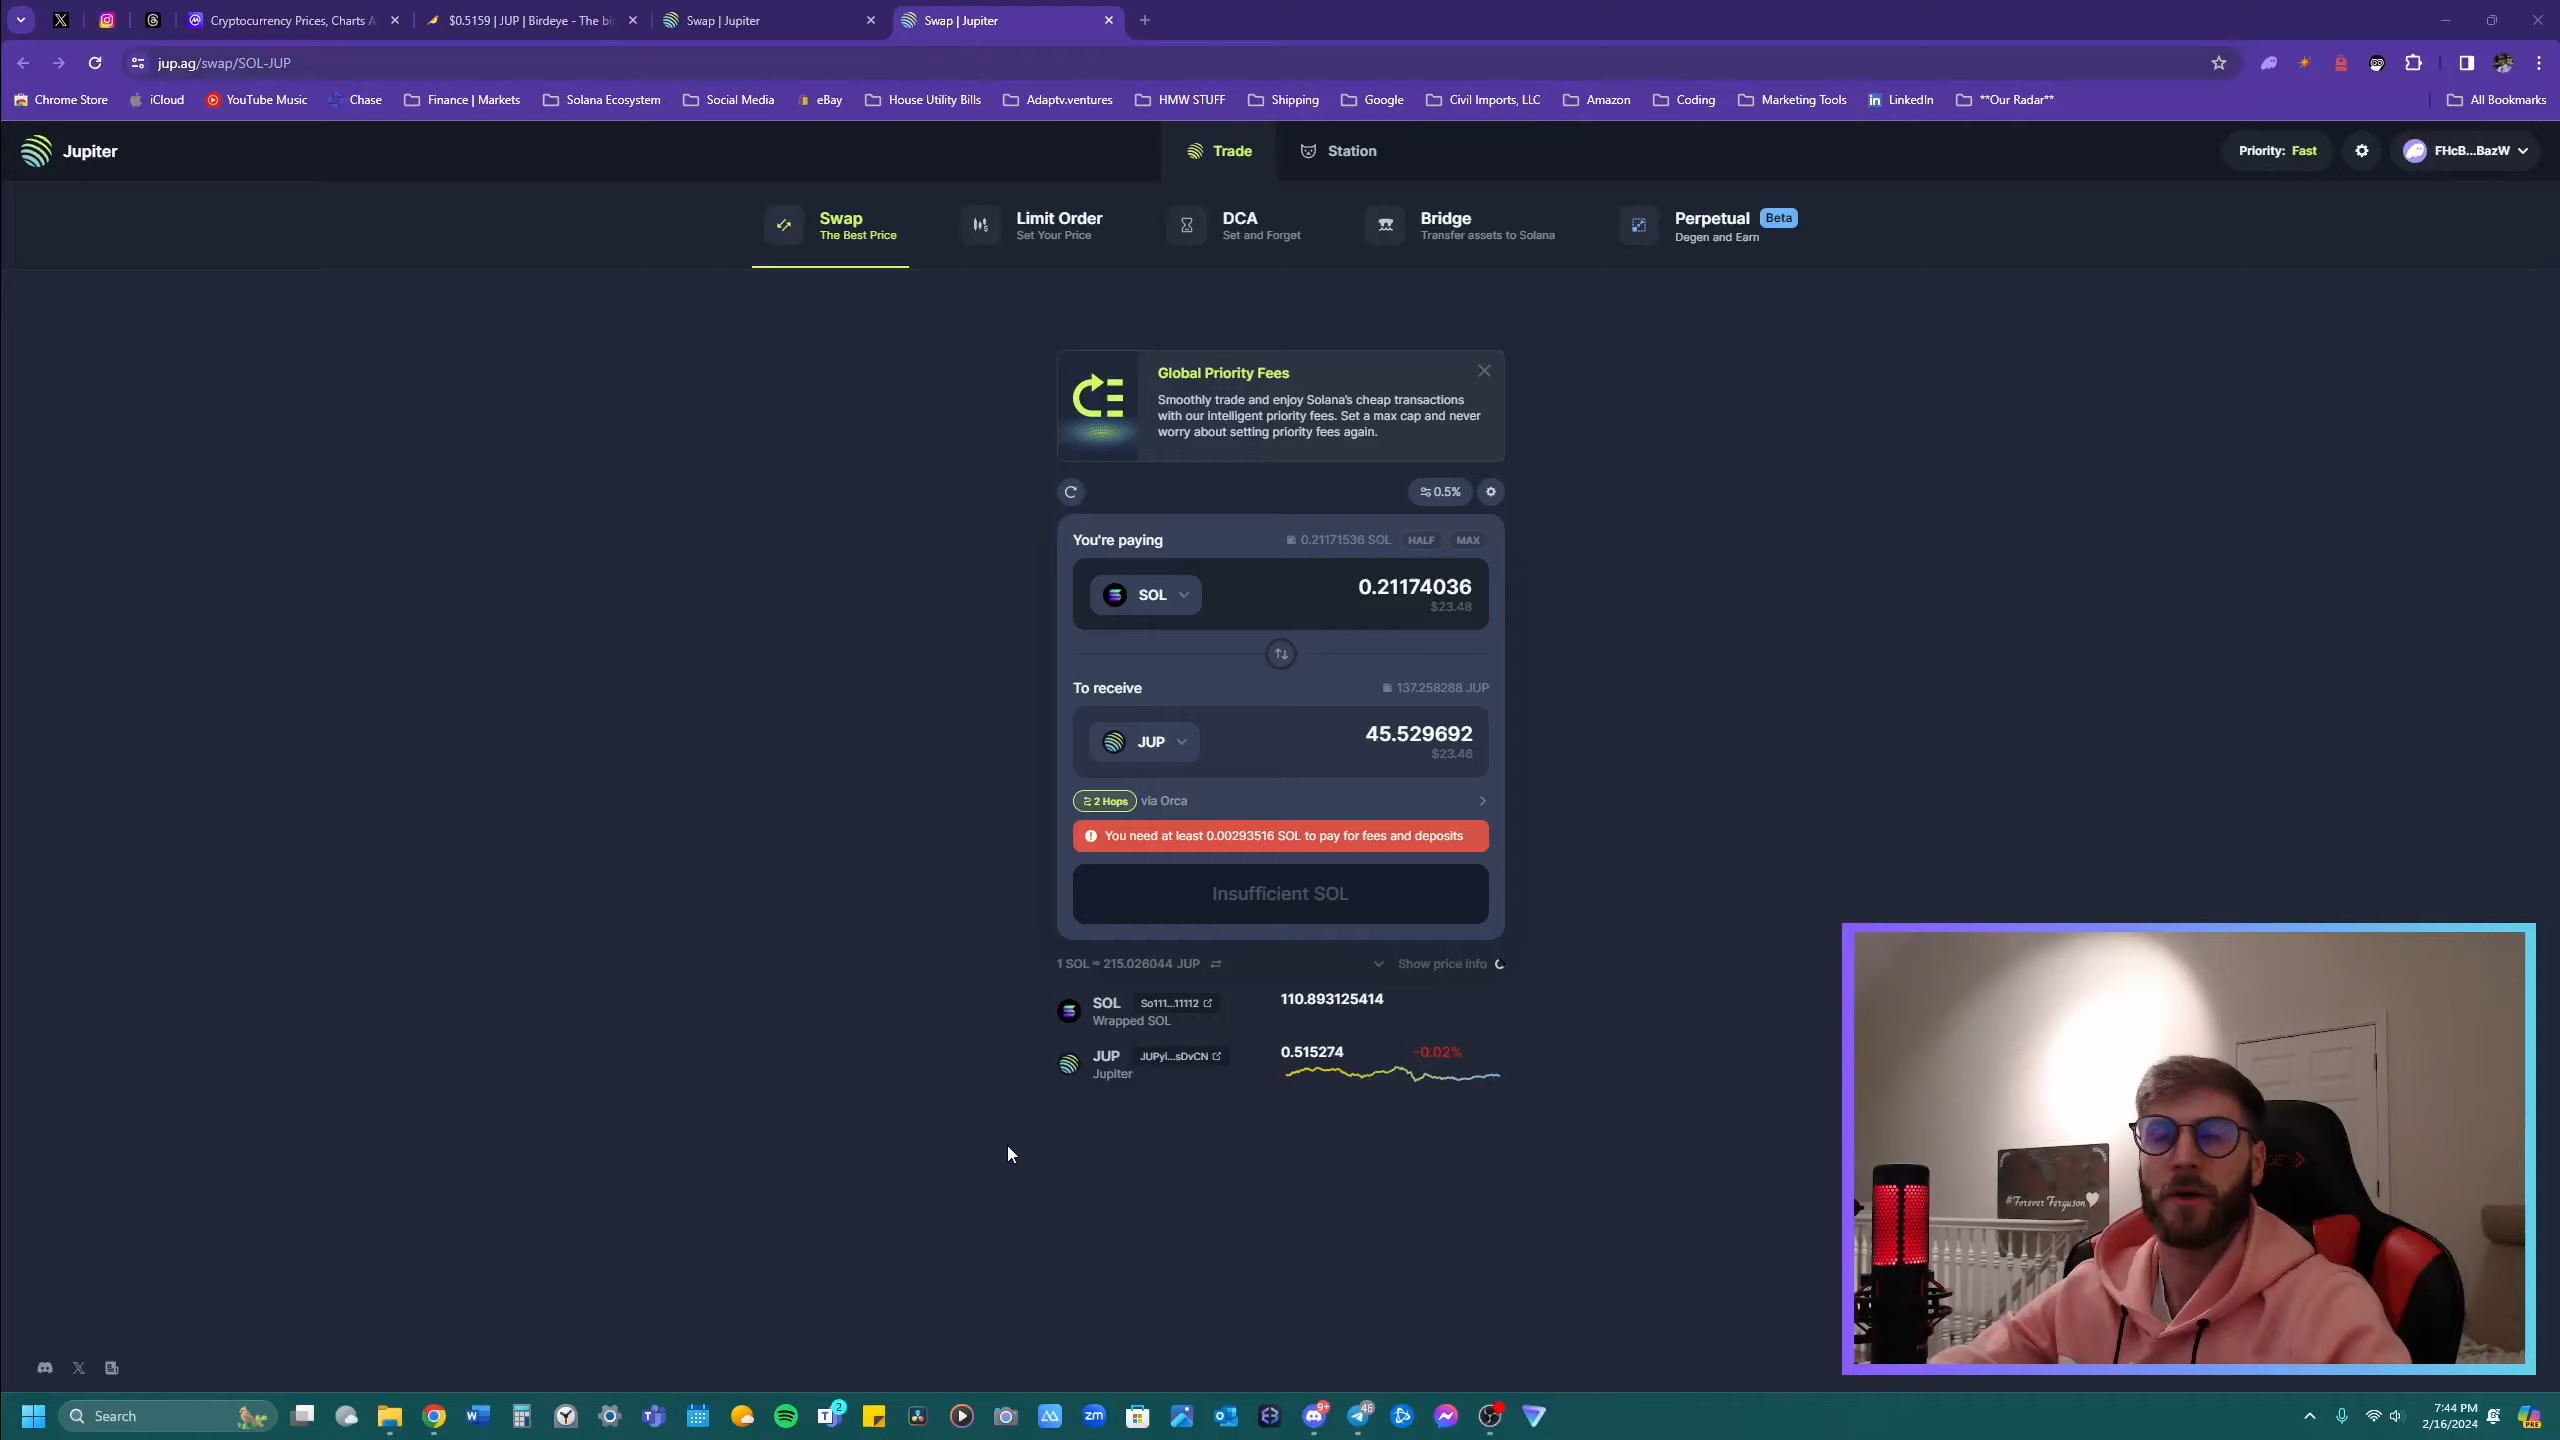 Cryptocurrency Prices, Charts A
$0.5159 | JUP | Birdeye - The bi
Swap | Jupiter
Swap | Jupiter
jup.ag/swap/SOL-JUP
Chrome Store
iCloud
YouTube Music
Chase
Finance | Markets
Solana Ecosystem
Social Media
eBay
House Utility Bills
Adaptv.ventures
HMW STUFF
Shipping
Google
Civil Imports, LLC
Amazon
Coding
Marketing Tools
LinkedIn
**Our Radar**
All Bookmarks
Jupiter
Trade
Station
Priority: Fast
FHcB...BazW
Swap
The Best Price
Limit Order
Set Your Price
DCA
Set and Forget
Bridge
Transfer assets to Solana
Perpetual Beta
Degen and Earn
Global Priority Fees
Smoothly trade and enjoy Solana's cheap transactions
with our intelligent priority fees. Set a max cap and never
worry about setting priority fees again.
0.5%
You're paying
0.21171536 SOL HALF MAX
SOL
0.21174036
$23.48
To receive
137.258288 JUP
JUP
45.529692
$23.46
2 Hops via Orca
You need at least 0.00293516 SOL to pay for fees and deposits
Insufficient SOL
1 SOL ≈ 215.026044 JUP
Show price info
SOL So111...11112
Wrapped SOL
110.893125414
JUP JUPyi...sDvCN
Jupiter
0.515274 -0.02%
#Forever Ferguson
Search
2
zm
9+
46
7:44 PM
2/16/2024
PRE